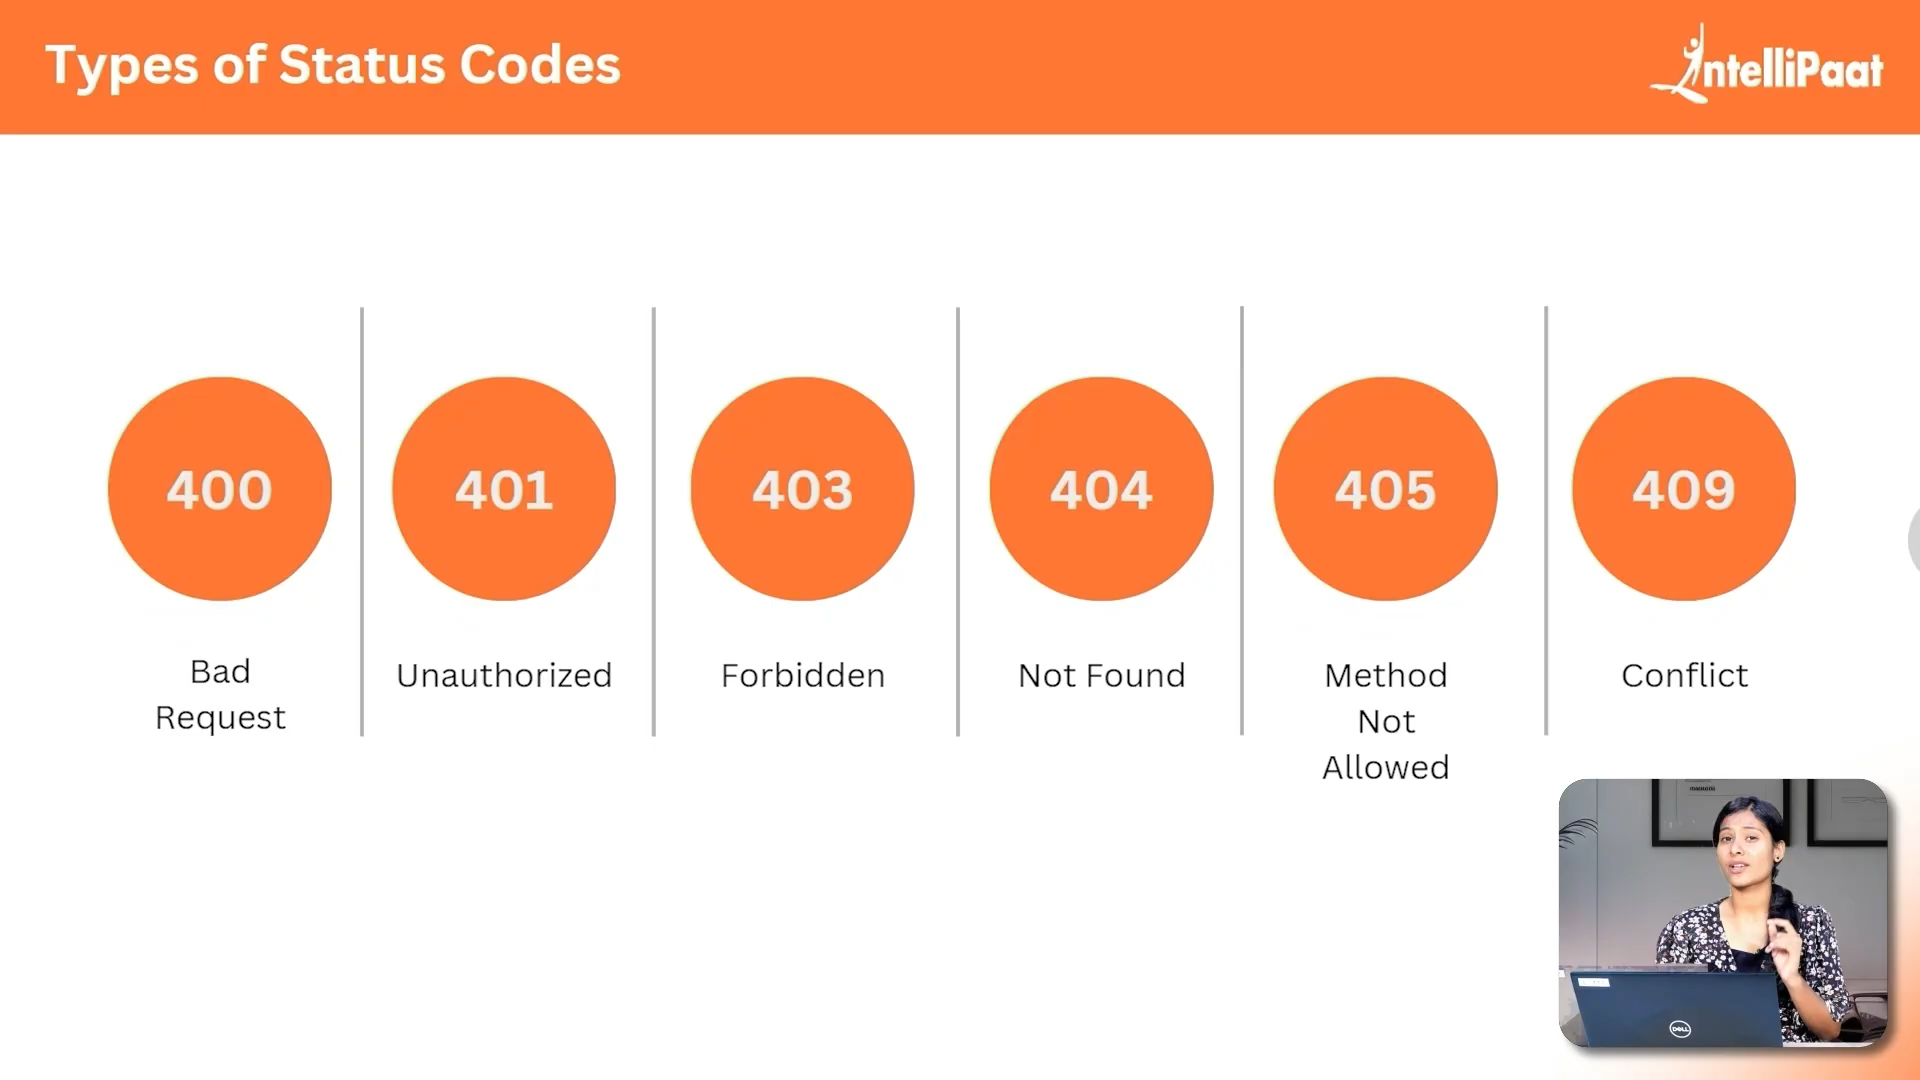 Types of Status Codes
IntelliPaat
400
401
403
404
405
409
Bad
Request
Unauthorized
Forbidden
Not Found
Method
Not
Allowed
Conflict
DELL